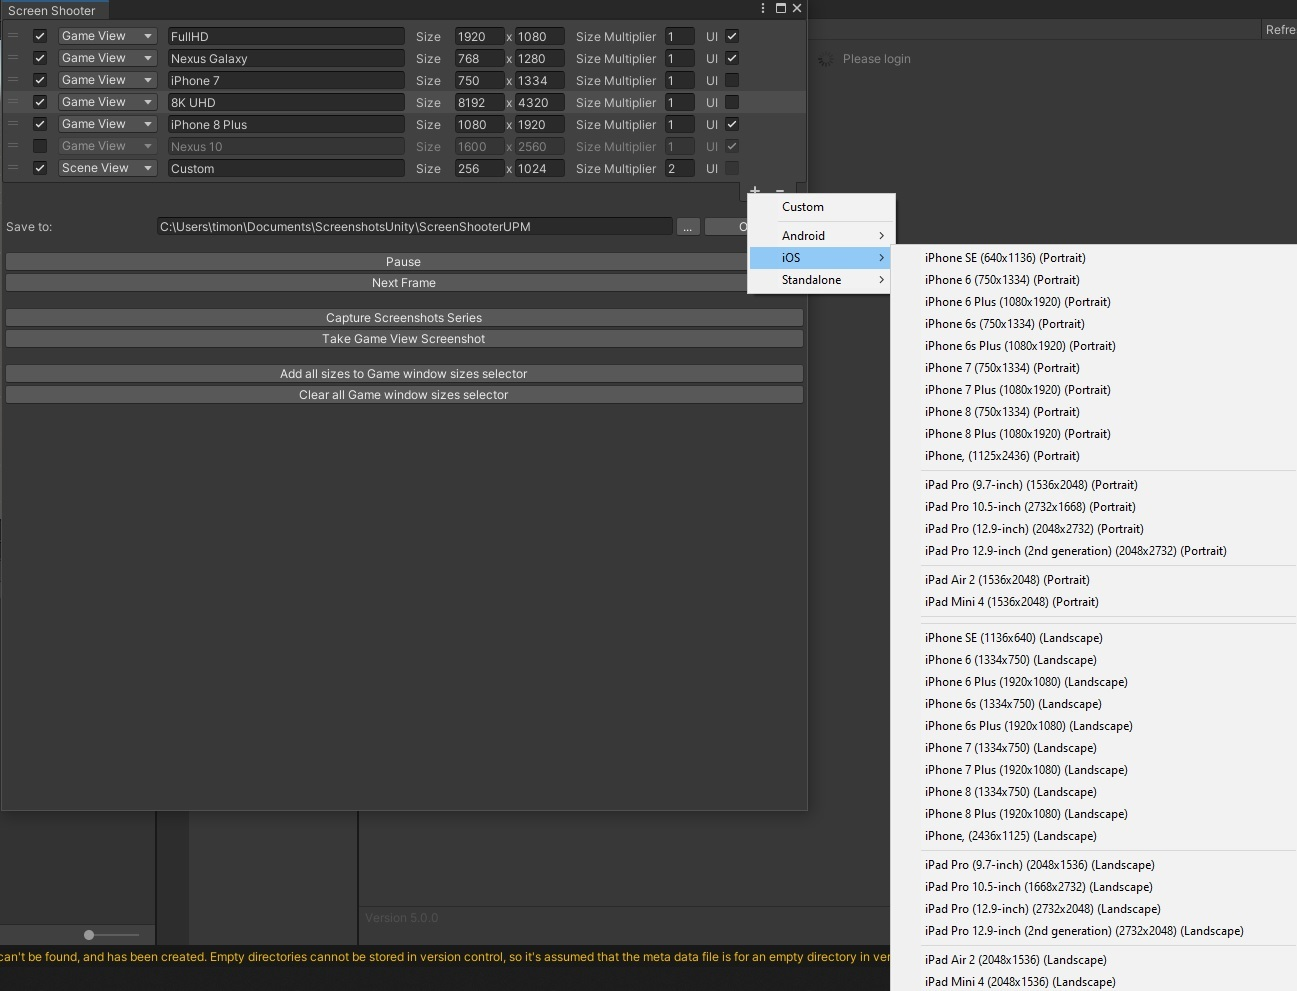 Screen Shooter
Game View FullHD Size 1920 x 1080 Size Multiplier 1 UI
Game View Nexus Galaxy Size 768 x 1280 Size Multiplier 1 UI
Game View iPhone 7 Size 750 x 1334 Size Multiplier 1 UI
Game View 8K UHD Size 8192 x 4320 Size Multiplier 1 UI
Game View iPhone 8 Plus Size 1080 x 1920 Size Multiplier 1 UI
Game View Nexus 10 Size 1600 x 2560 Size Multiplier 1 UI
Scene View Custom Size 256 x 1024 Size Multiplier 2 UI
+ −
Save to: C:\Users\timon\Documents\ScreenshotsUnity\ScreenShooterUPM ... O
Pause
Next Frame
Capture Screenshots Series
Take Game View Screenshot
Add all sizes to Game window sizes selector
Clear all Game window sizes selector
Refre
Please login
Custom
Android
iOS
Standalone
iPhone SE (640x1136) (Portrait)
iPhone 6 (750x1334) (Portrait)
iPhone 6 Plus (1080x1920) (Portrait)
iPhone 6s (750x1334) (Portrait)
iPhone 6s Plus (1080x1920) (Portrait)
iPhone 7 (750x1334) (Portrait)
iPhone 7 Plus (1080x1920) (Portrait)
iPhone 8 (750x1334) (Portrait)
iPhone 8 Plus (1080x1920) (Portrait)
iPhone, (1125x2436) (Portrait)
iPad Pro (9.7-inch) (1536x2048) (Portrait)
iPad Pro 10.5-inch (2732x1668) (Portrait)
iPad Pro (12.9-inch) (2048x2732) (Portrait)
iPad Pro 12.9-inch (2nd generation) (2048x2732) (Portrait)
iPad Air 2 (1536x2048) (Portrait)
iPad Mini 4 (1536x2048) (Portrait)
iPhone SE (1136x640) (Landscape)
iPhone 6 (1334x750) (Landscape)
iPhone 6 Plus (1920x1080) (Landscape)
iPhone 6s (1334x750) (Landscape)
iPhone 6s Plus (1920x1080) (Landscape)
iPhone 7 (1334x750) (Landscape)
iPhone 7 Plus (1920x1080) (Landscape)
iPhone 8 (1334x750) (Landscape)
iPhone 8 Plus (1920x1080) (Landscape)
iPhone, (2436x1125) (Landscape)
iPad Pro (9.7-inch) (2048x1536) (Landscape)
iPad Pro 10.5-inch (1668x2732) (Landscape)
iPad Pro (12.9-inch) (2732x2048) (Landscape)
iPad Pro 12.9-inch (2nd generation) (2732x2048) (Landscape)
iPad Air 2 (2048x1536) (Landscape)
iPad Mini 4 (2048x1536) (Landscape)
Version 5.0.0
can't be found, and has been created. Empty directories cannot be stored in version control, so it's assumed that the meta data file is for an empty directory in ver